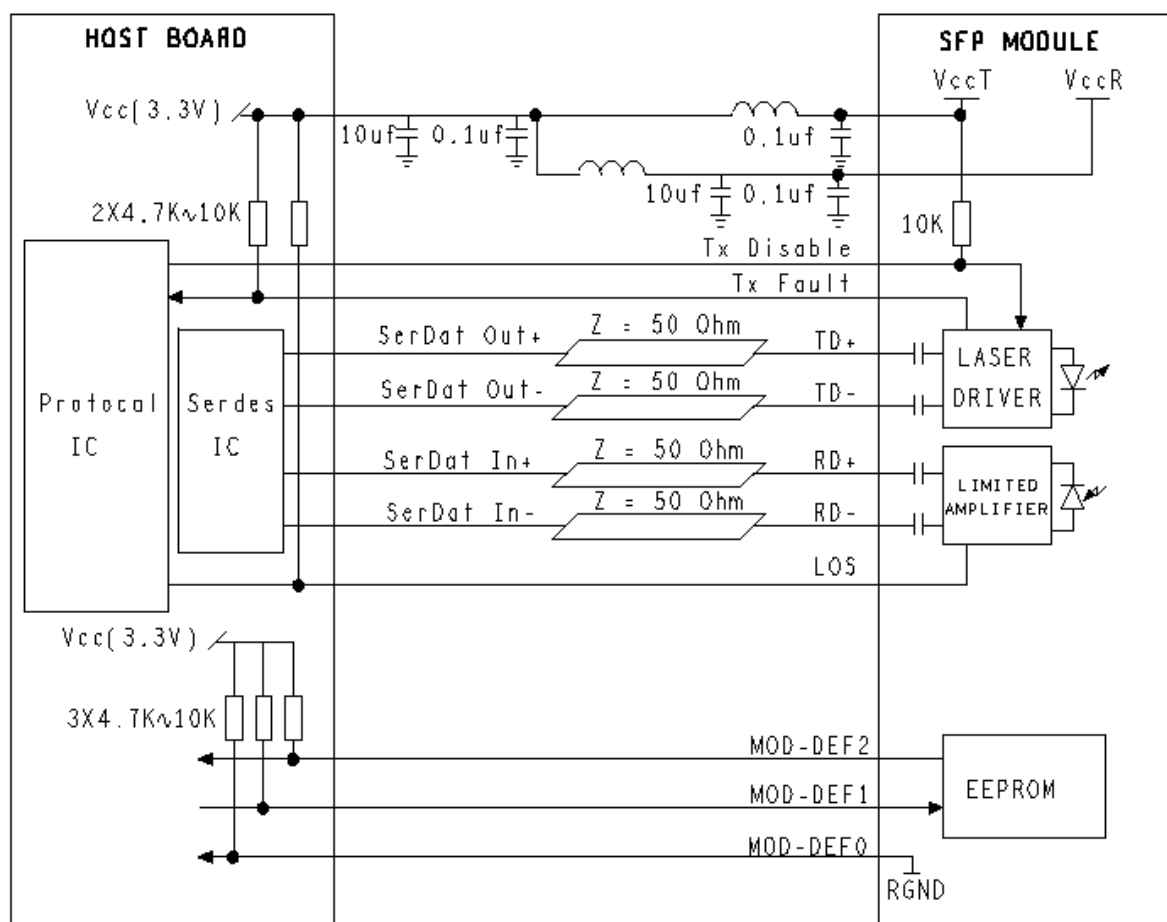 HOST BOARD
SFP MODULE
VccT
VccR
Vcc(3.3V)
10uf
0.1uf
0.1uf
10uf
0.1uf
2X4.7K∿10K
10K
Tx Disable
Tx Fault
Protocal
IC
Serdes
IC
SerDat Out+
Z = 50 Ohm
TD+
SerDat Out-
Z = 50 Ohm
TD-
LASER
DRIVER
SerDat In+
Z = 50 Ohm
RD+
SerDat In-
Z = 50 Ohm
RD-
LIMITED
AMPLIFIER
LOS
Vcc(3.3V)
3X4.7K∿10K
MOD-DEF2
MOD-DEF1
MOD-DEF0
EEPROM
RGND